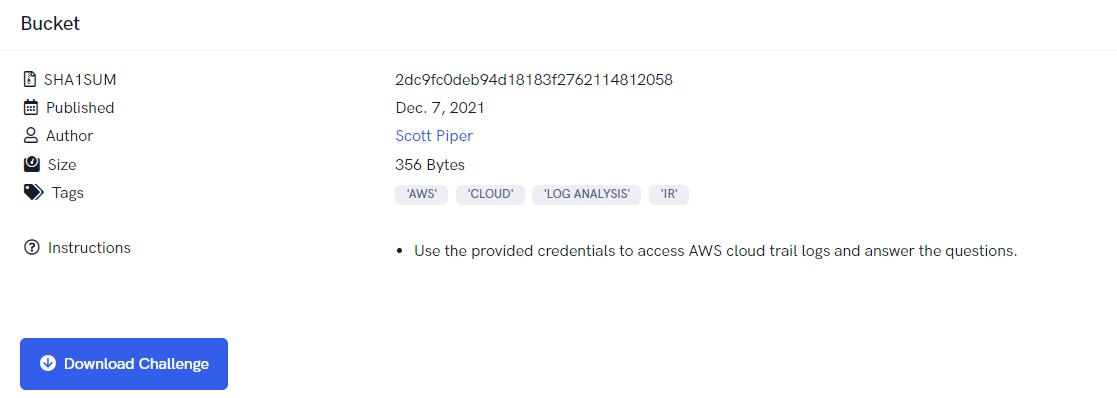 Bucket
SHA1SUM 2dc9fc0deb94d18183f2762114812058
Published Dec. 7, 2021
Author Scott Piper
Size 356 Bytes
Tags 'AWS' 'CLOUD' 'LOG ANALYSIS' 'IR'
Instructions • Use the provided credentials to access AWS cloud trail logs and answer the questions.
Download Challenge